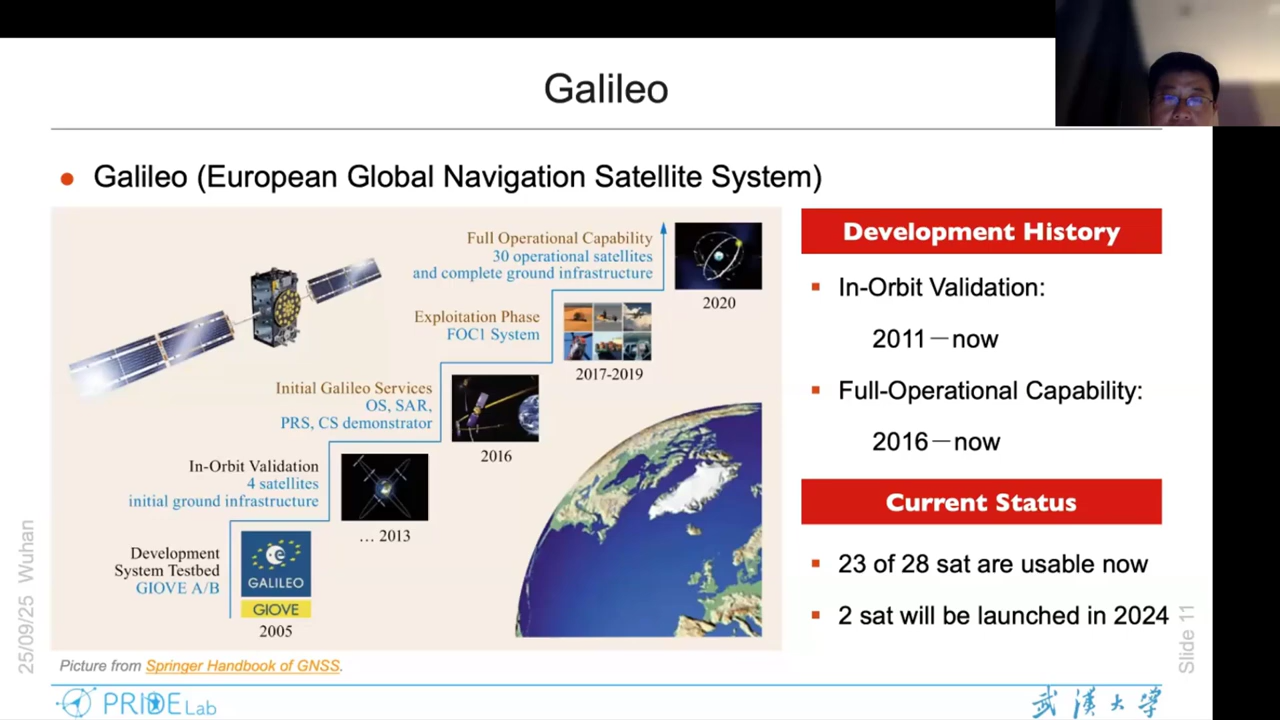 Galileo
Galileo (European Global Navigation Satellite System)
Full Operational Capability
30 operational satellites
and complete ground infrastructure
2020
Exploitation Phase
FOC1 System
2017-2019
Initial Galileo Services
OS, SAR,
PRS, CS demonstrator
2016
In-Orbit Validation
4 satellites
initial ground infrastructure
... 2013
Development
System Testbed
GIOVE A/B
GALILEO
GIOVE
2005
Picture from Springer Handbook of GNSS.
Development History
In-Orbit Validation:
2011—now
Full-Operational Capability:
2016—now
Current Status
23 of 28 sat are usable now
2 sat will be launched in 2024
25/09/25 Wuhan
Slide 11
PRIDE Lab
武漢大学